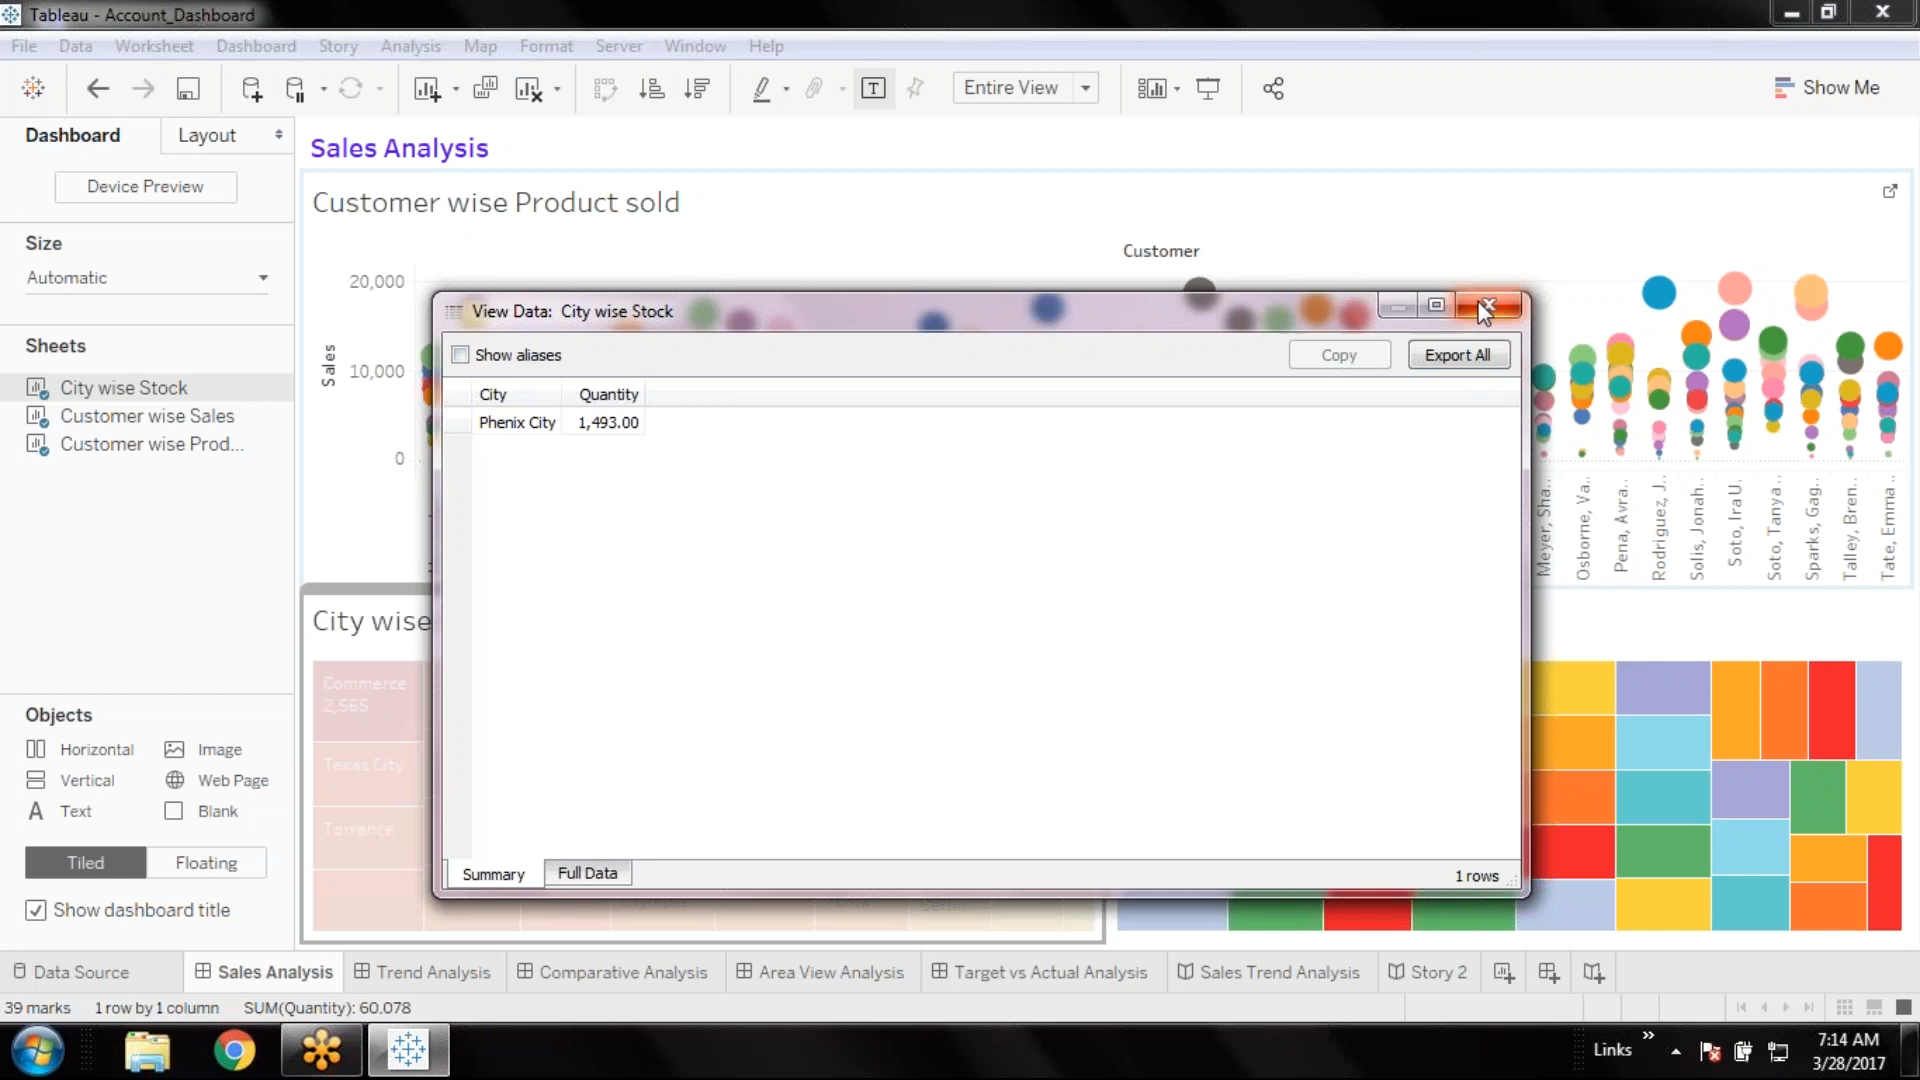 Tableau - Account_Dashboard
File Data Worksheet Dashboard Story Analysis Map Format Server Window Help
T Entire View Show Me
Dashboard Layout
Device Preview
Size
Automatic
Sheets
City wise Stock
Customer wise Sales
Customer wise Prod...
Objects
Horizontal Image
Vertical Web Page
A Text Blank
Tiled Floating
Show dashboard title
Sales Analysis
Customer wise Product sold
Customer
20,000
10,000
0
Sales
Meyer, Sha..
Osborne, Va..
Pena, Avra..
Rodriguez, J..
Solis, Jonah..
Soto, Ira U.
Soto, Tanya..
Sparks, Gag..
Talley, Bren..
Tate, Emma..
View Data: City wise Stock
Show aliases Copy Export All
City Quantity
Phenix City 1,493.00
Summary Full Data 1 rows
City wise
Commerce
2,565
Texas City
Torrance
Data Source Sales Analysis Trend Analysis Comparative Analysis Area View Analysis Target vs Actual Analysis Sales Trend Analysis Story 2
39 marks 1 row by 1 column SUM(Quantity): 60,078
Links 7:14 AM
3/28/2017